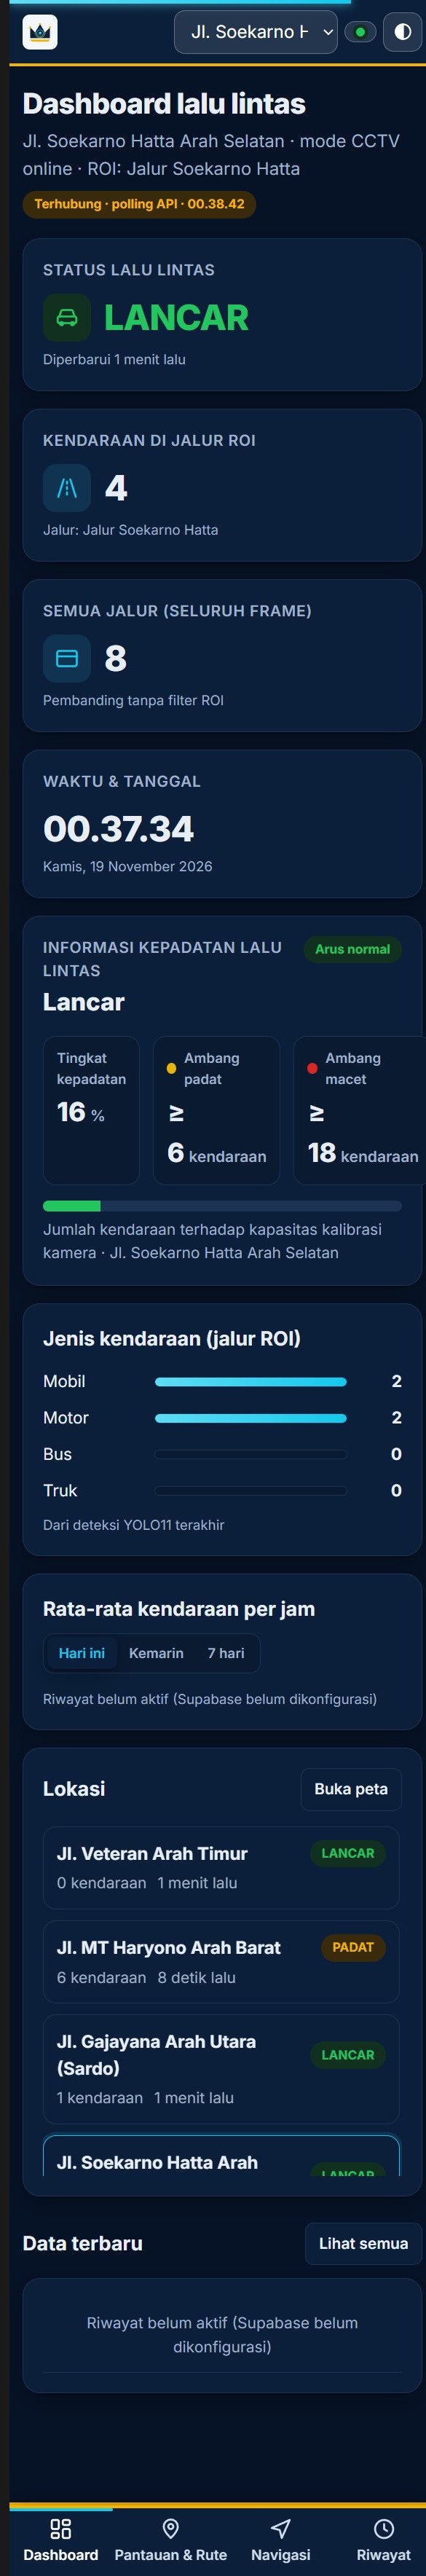 Jl. Soekarno H
Dashboard lalu lintas
Jl. Soekarno Hatta Arah Selatan · mode CCTV
online · ROI: Jalur Soekarno Hatta
Terhubung · polling API · 00.38.42
STATUS LALU LINTAS
LANCAR
Diperbarui 1 menit lalu
KENDARAAN DI JALUR ROI
4
Jalur: Jalur Soekarno Hatta
SEMUA JALUR (SELURUH FRAME)
8
Pembanding tanpa filter ROI
WAKTU & TANGGAL
00.37.34
Kamis, 19 November 2026
INFORMASI KEPADATAN LALU
LINTAS
Arus normal
Lancar
Tingkat
kepadatan
16 %
Ambang
padat
≥
6 kendaraan
Ambang
macet
≥
18 kendaraan
Jumlah kendaraan terhadap kapasitas kalibrasi
kamera · Jl. Soekarno Hatta Arah Selatan
Jenis kendaraan (jalur ROI)
Mobil 2
Motor 2
Bus 0
Truk 0
Dari deteksi YOLO11 terakhir
Rata-rata kendaraan per jam
Hari ini Kemarin 7 hari
Riwayat belum aktif (Supabase belum dikonfigurasi)
Lokasi Buka peta
Jl. Veteran Arah Timur LANCAR
0 kendaraan 1 menit lalu
Jl. MT Haryono Arah Barat PADAT
6 kendaraan 8 detik lalu
Jl. Gajayana Arah Utara
(Sardo)
LANCAR
1 kendaraan 1 menit lalu
Jl. Soekarno Hatta Arah
LANCAR
Data terbaru Lihat semua
Riwayat belum aktif (Supabase belum
dikonfigurasi)
Dashboard Pantauan & Rute Navigasi Riwayat